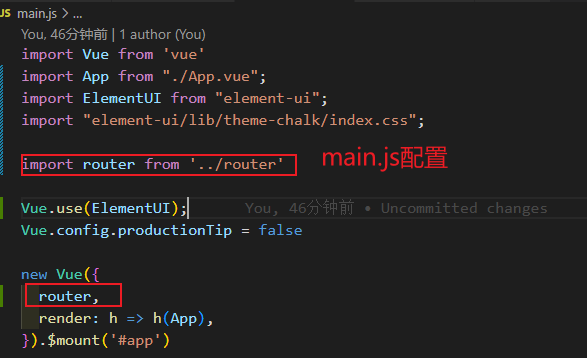 JS main.js > ...
You, 46分钟前 | 1 author (You)
import Vue from 'vue'
import App from "./App.vue";
import ElementUI from "element-ui";
import "element-ui/lib/theme-chalk/index.css";
import router from '../router'
main.js配置
Vue.use(ElementUI);
You, 46分钟前 • Uncommitted changes
Vue.config.productionTip = false
new Vue({
router,
render: h => h(App),
}).$mount('#app')